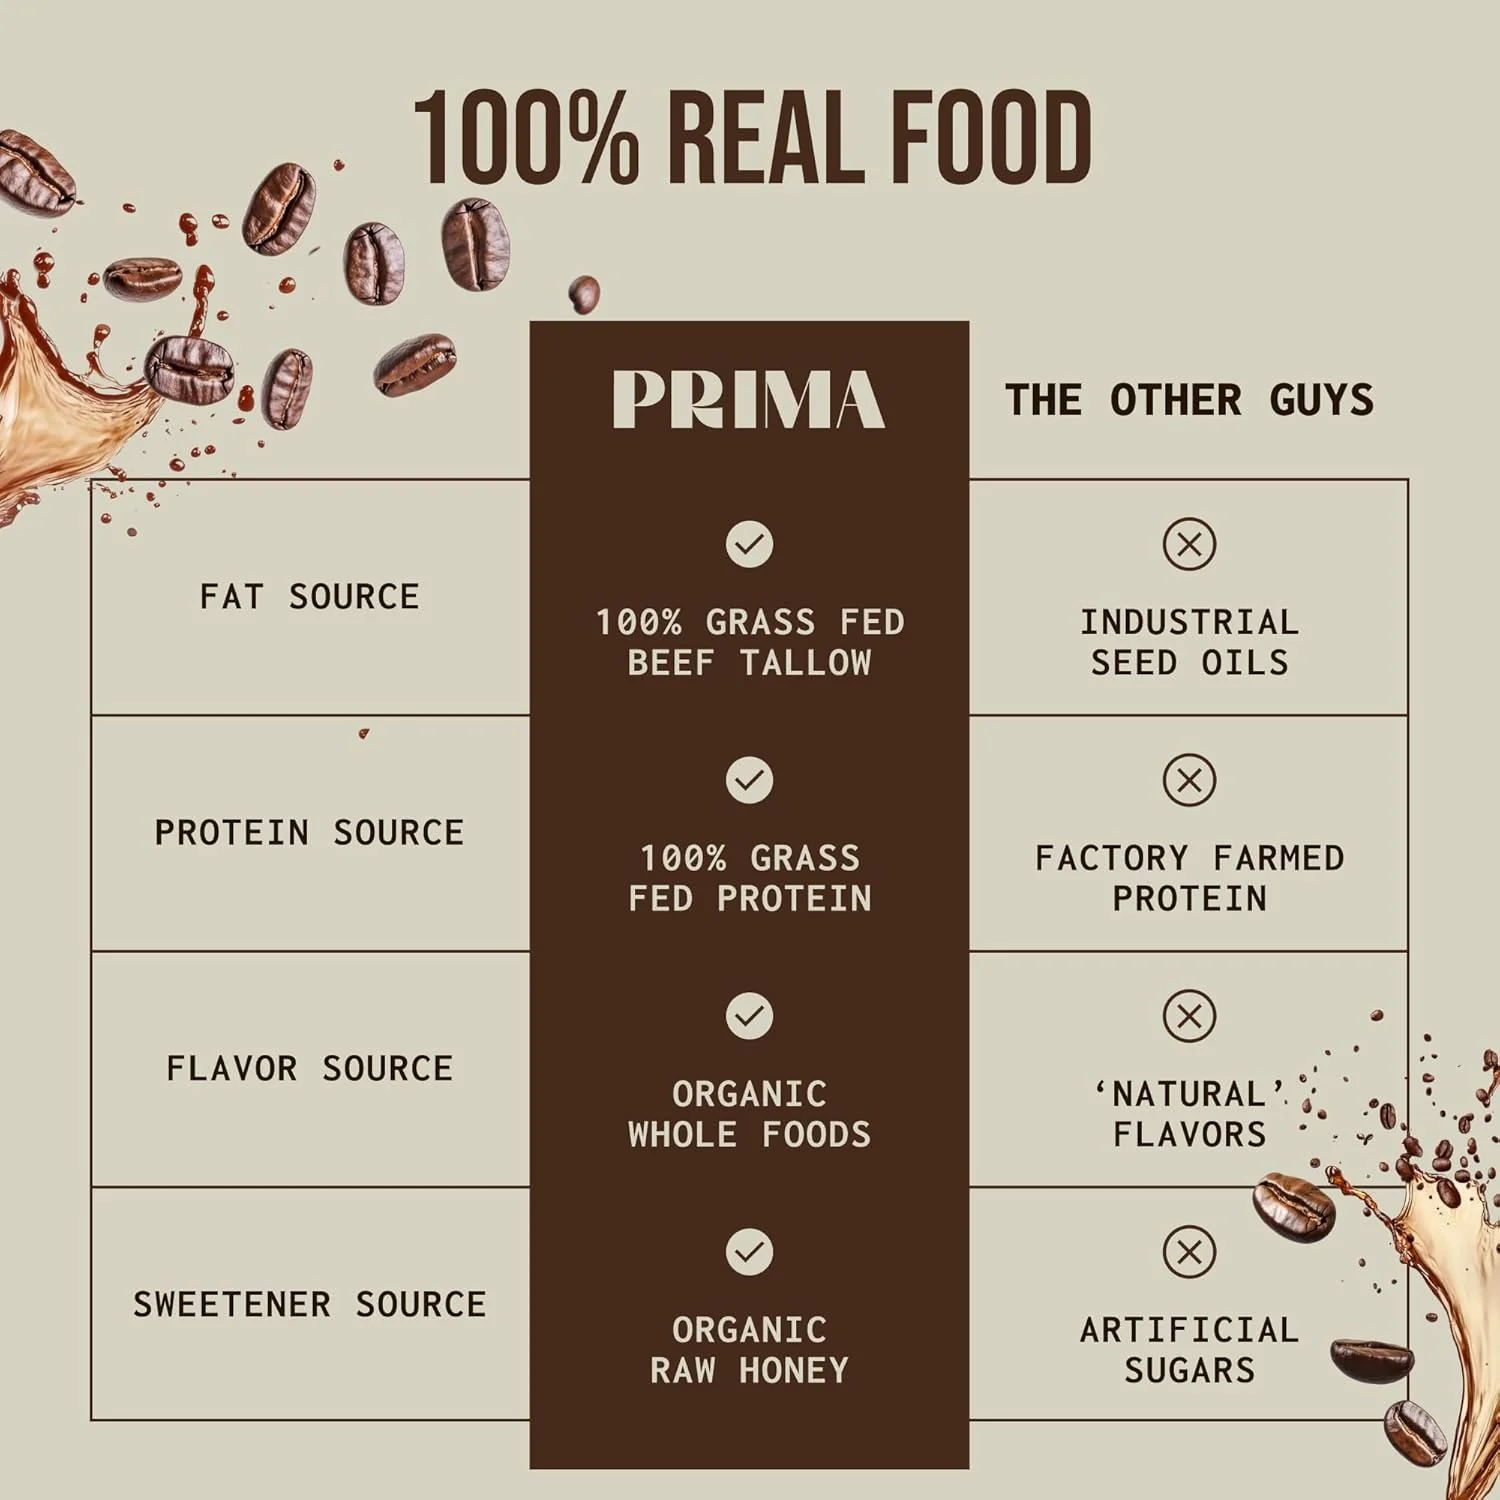 100% REAL FOOD
PRIMA
THE OTHER GUYS
FAT SOURCE
100% GRASS FED
BEEF TALLOW
INDUSTRIAL
SEED OILS
PROTEIN SOURCE
100% GRASS
FED PROTEIN
FACTORY FARMED
PROTEIN
FLAVOR SOURCE
ORGANIC
WHOLE FOODS
‘NATURAL’
FLAVORS
SWEETENER SOURCE
ORGANIC
RAW HONEY
ARTIFICIAL
SUGARS